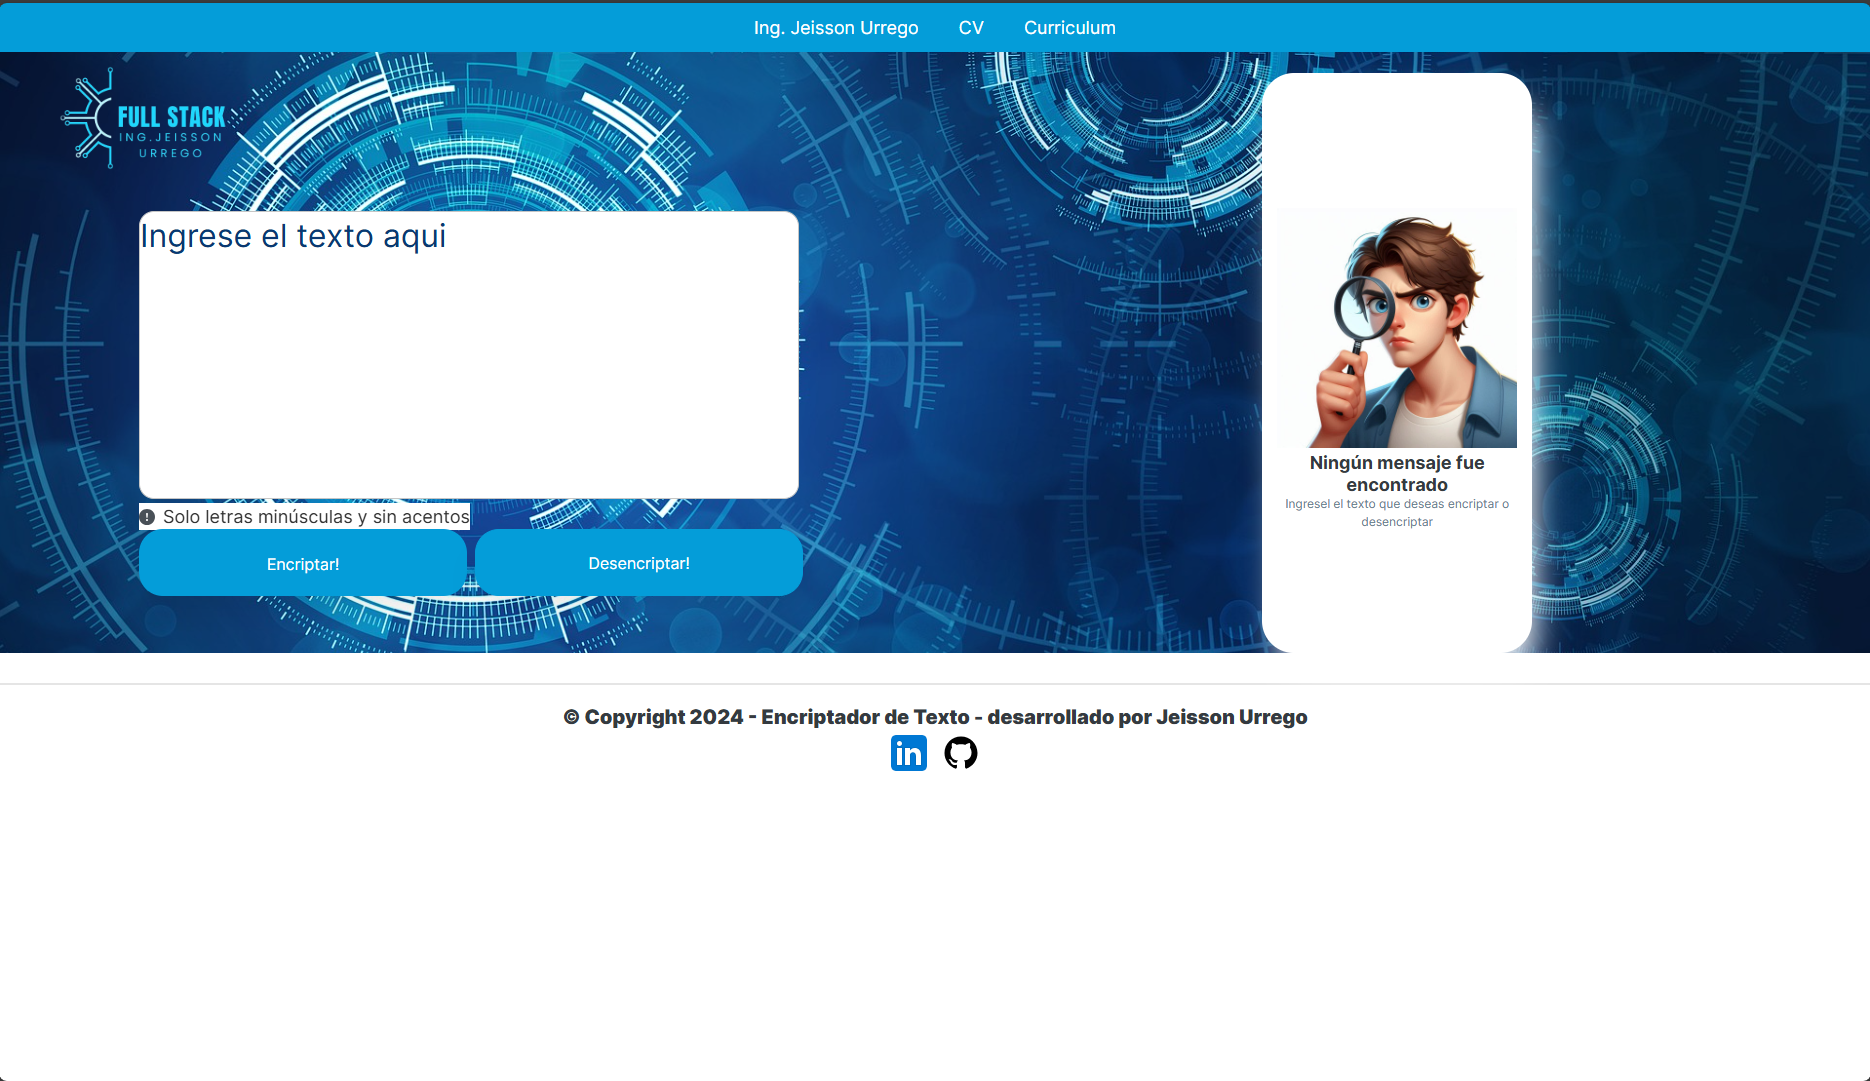 Ing. Jeisson Urrego CV Curriculum
FULL STACK
ING.JEISSON
URREGO
Ingrese el texto aqui
Solo letras minúsculas y sin acentos
Encriptar! Desencriptar!
Ningún mensaje fue
encontrado
Ingresel el texto que deseas encriptar o
desencriptar
© Copyright 2024 - Encriptador de Texto - desarrollado por Jeisson Urrego
in